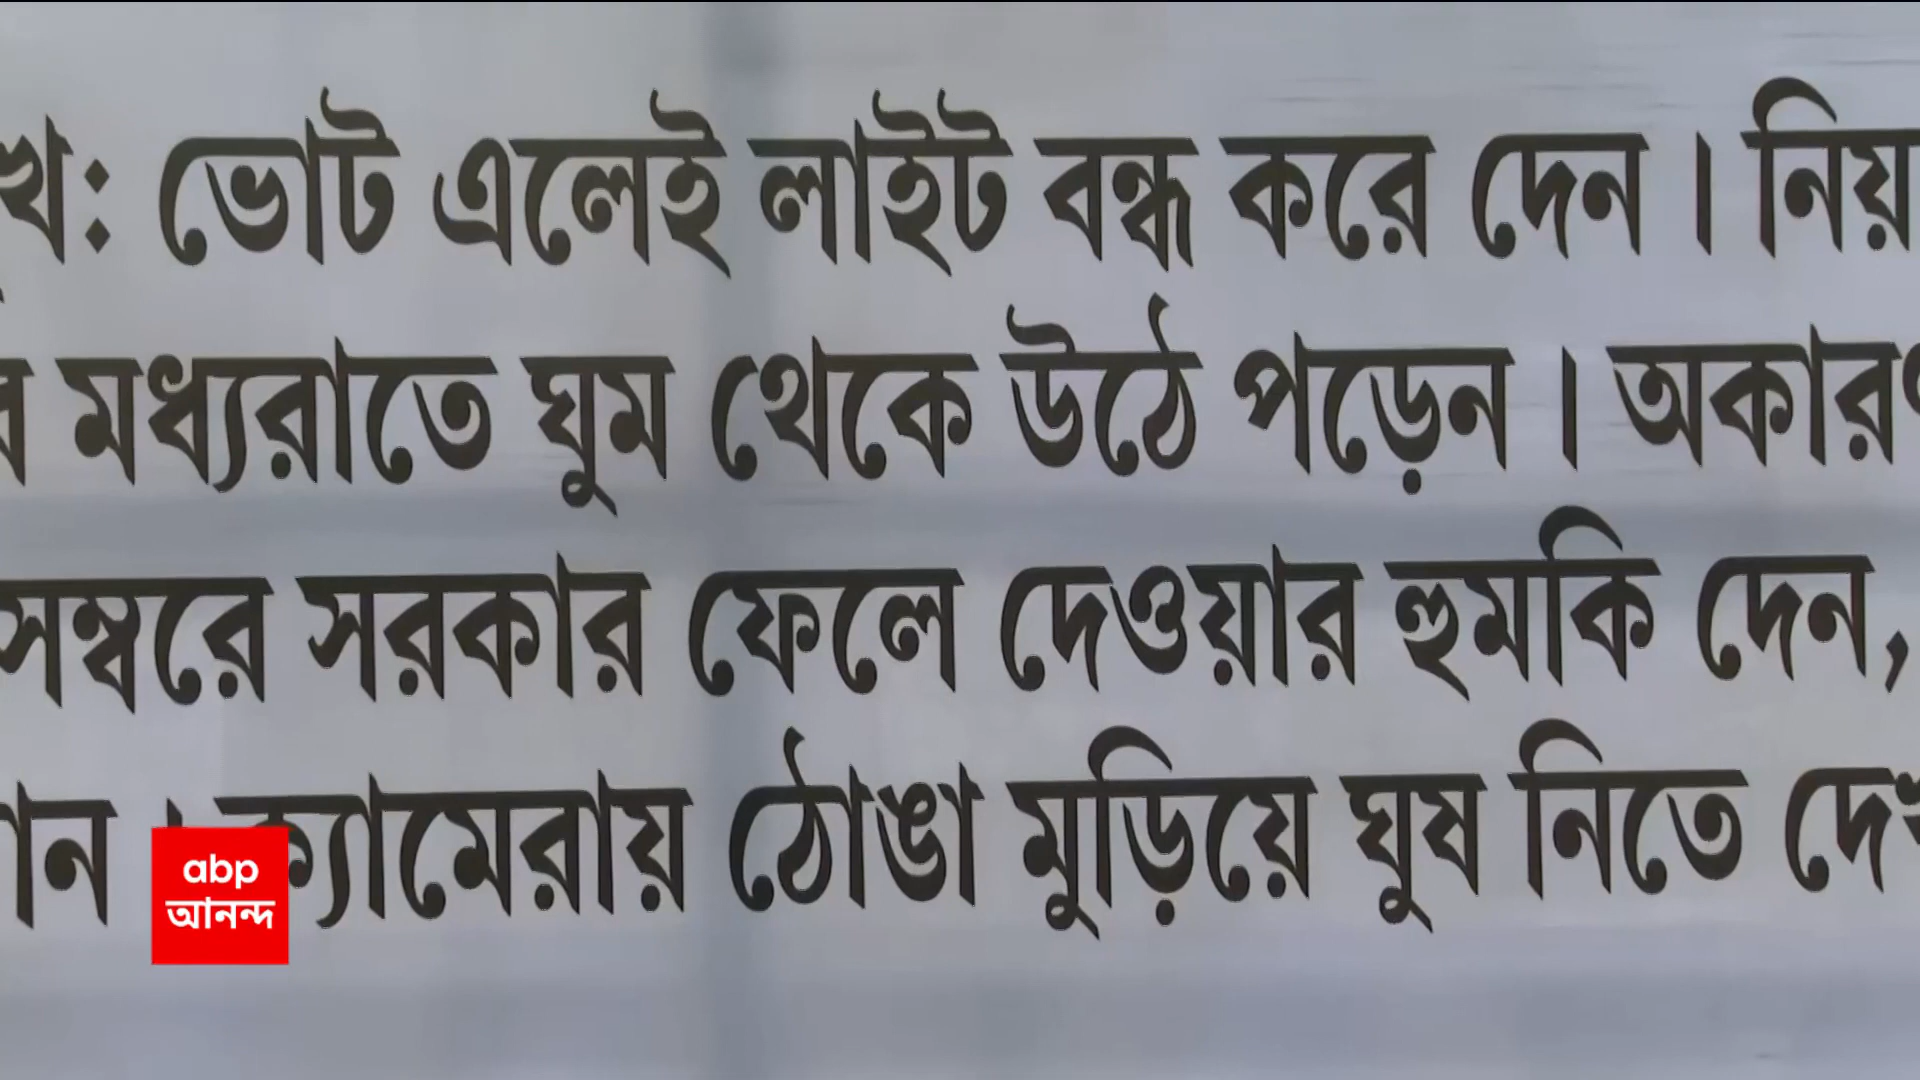 ভোট এলেই লাইট বন্ধ করে দেন । নিয়
মধ্যরাতে ঘুম থেকে উঠে পড়েন । অকারণ
সম্বরে সরকার ফেলে দেওয়ার হুমকি দেন,
ান । ক্যামেরায় ঠোঙা মুড়িয়ে ঘুষ নিতে দেখ
abp
আনন্দ